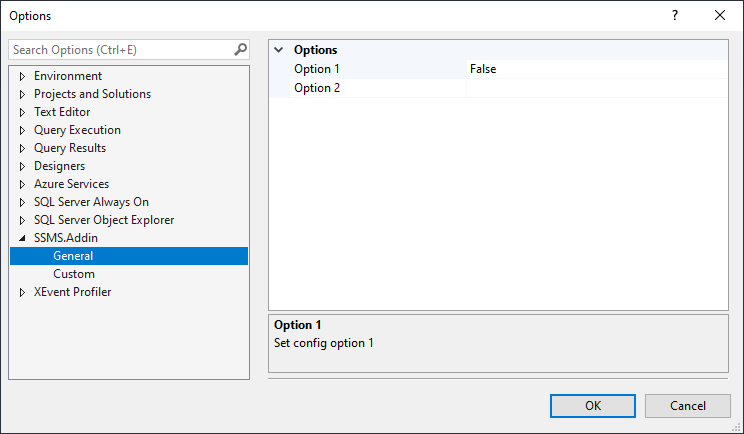 Options
?
Search Options (Ctrl+E)
Environment
Projects and Solutions
Text Editor
Query Execution
Query Results
Designers
Azure Services
SQL Server Always On
SQL Server Object Explorer
SSMS.Addin
General
Custom
XEvent Profiler
Options
Option 1 False
Option 2
Option 1
Set config option 1
OK Cancel